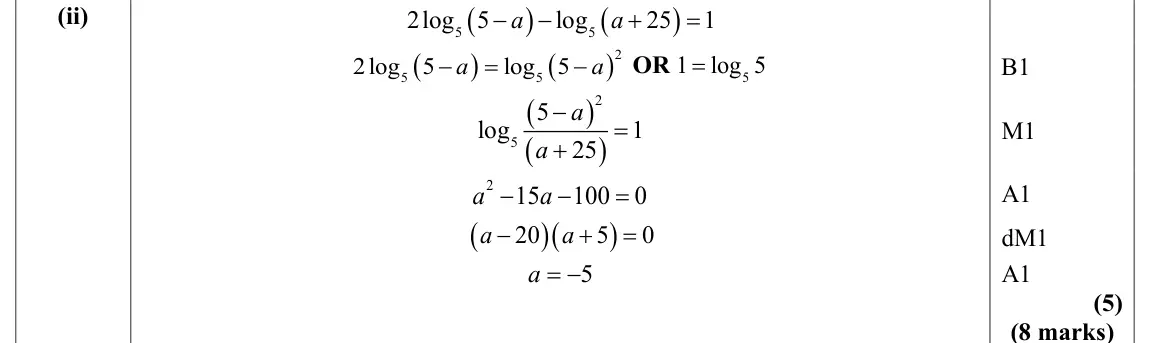 (ii) 2log₅(5−a)−log₅(a+25)=1
2log₅(5−a)=log₅(5−a)² OR 1=log₅5 B1
log₅ (5−a)²/(a+25) =1 M1
a²−15a−100=0 A1
(a−20)(a+5)=0 dM1
a=−5 A1
(5)
(8 marks)